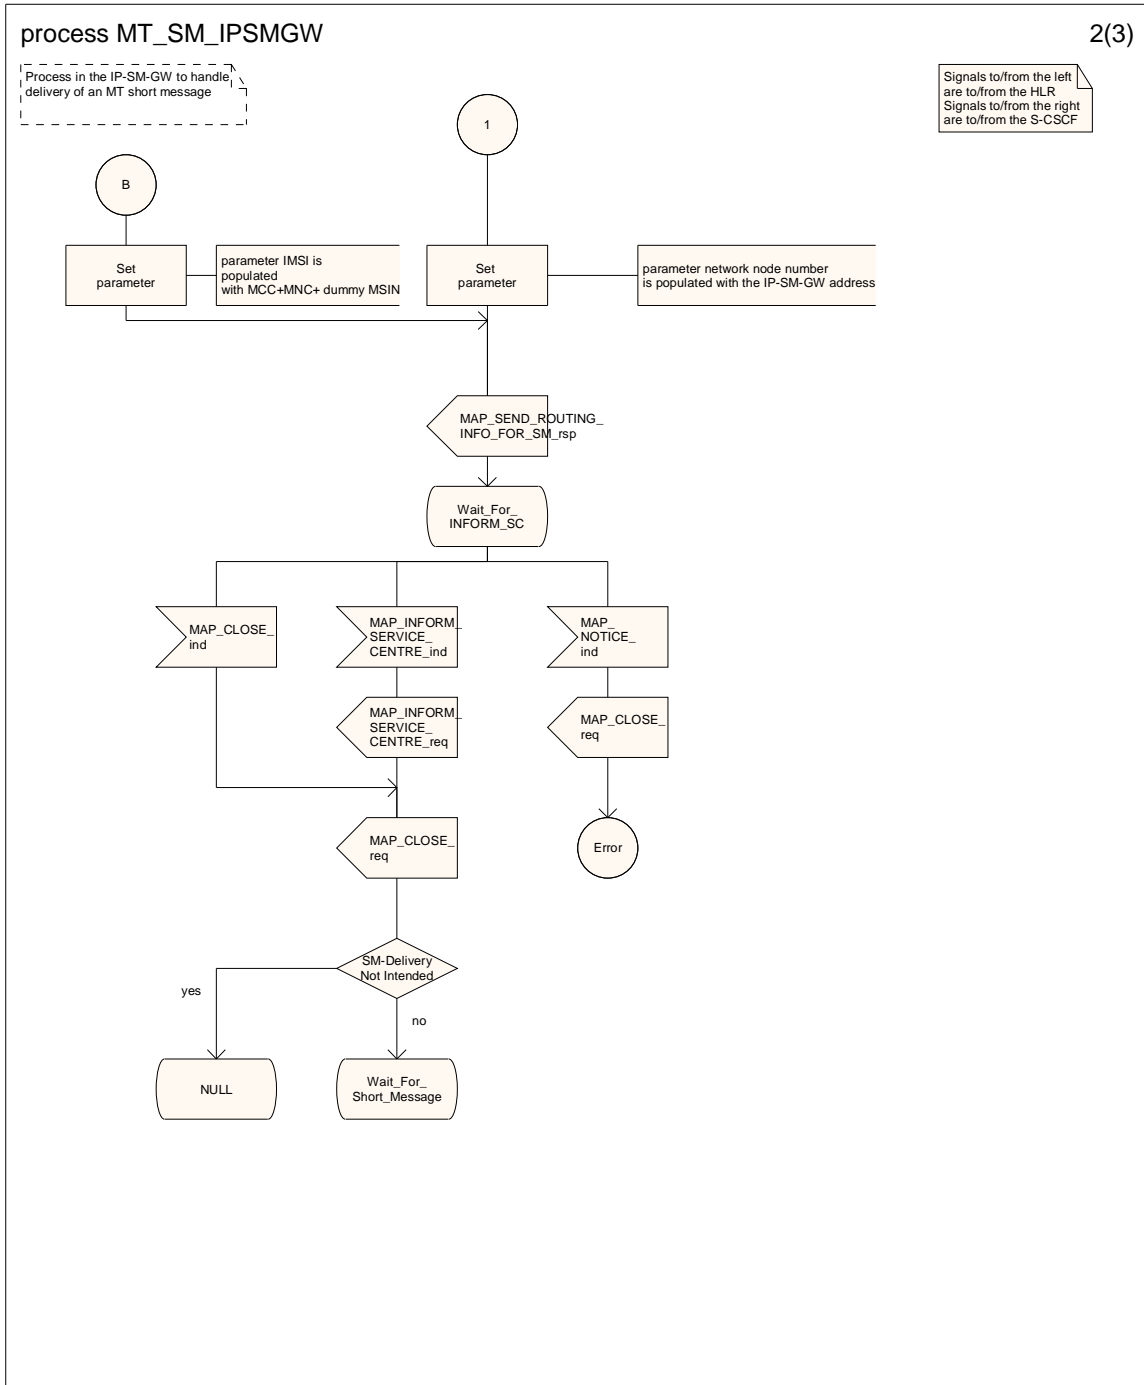 process MT_SM_IPSMGW
2(3)
Process in the IP-SM-GW to handle
delivery of an MT short message
Signals to/from the left
are to/from the HLR
Signals to/from the right
are to/from the S-CSCF
1
B
Set
parameter
parameter IMSI is
populated
with MCC+MNC+ dummy MSIN
Set
parameter
parameter network node number
is populated with the IP-SM-GW address
MAP_SEND_ROUTING_
INFO_FOR_SM_rsp
Wait_For_
INFORM_SC
MAP_CLOSE_
ind
MAP_INFORM_
SERVICE_
CENTRE_ind
MAP_
NOTICE_
ind
MAP_INFORM_
SERVICE_
CENTRE_req
MAP_CLOSE_
req
MAP_CLOSE_
req
Error
SM-Delivery
Not Intended
yes
no
NULL
Wait_For_
Short_Message